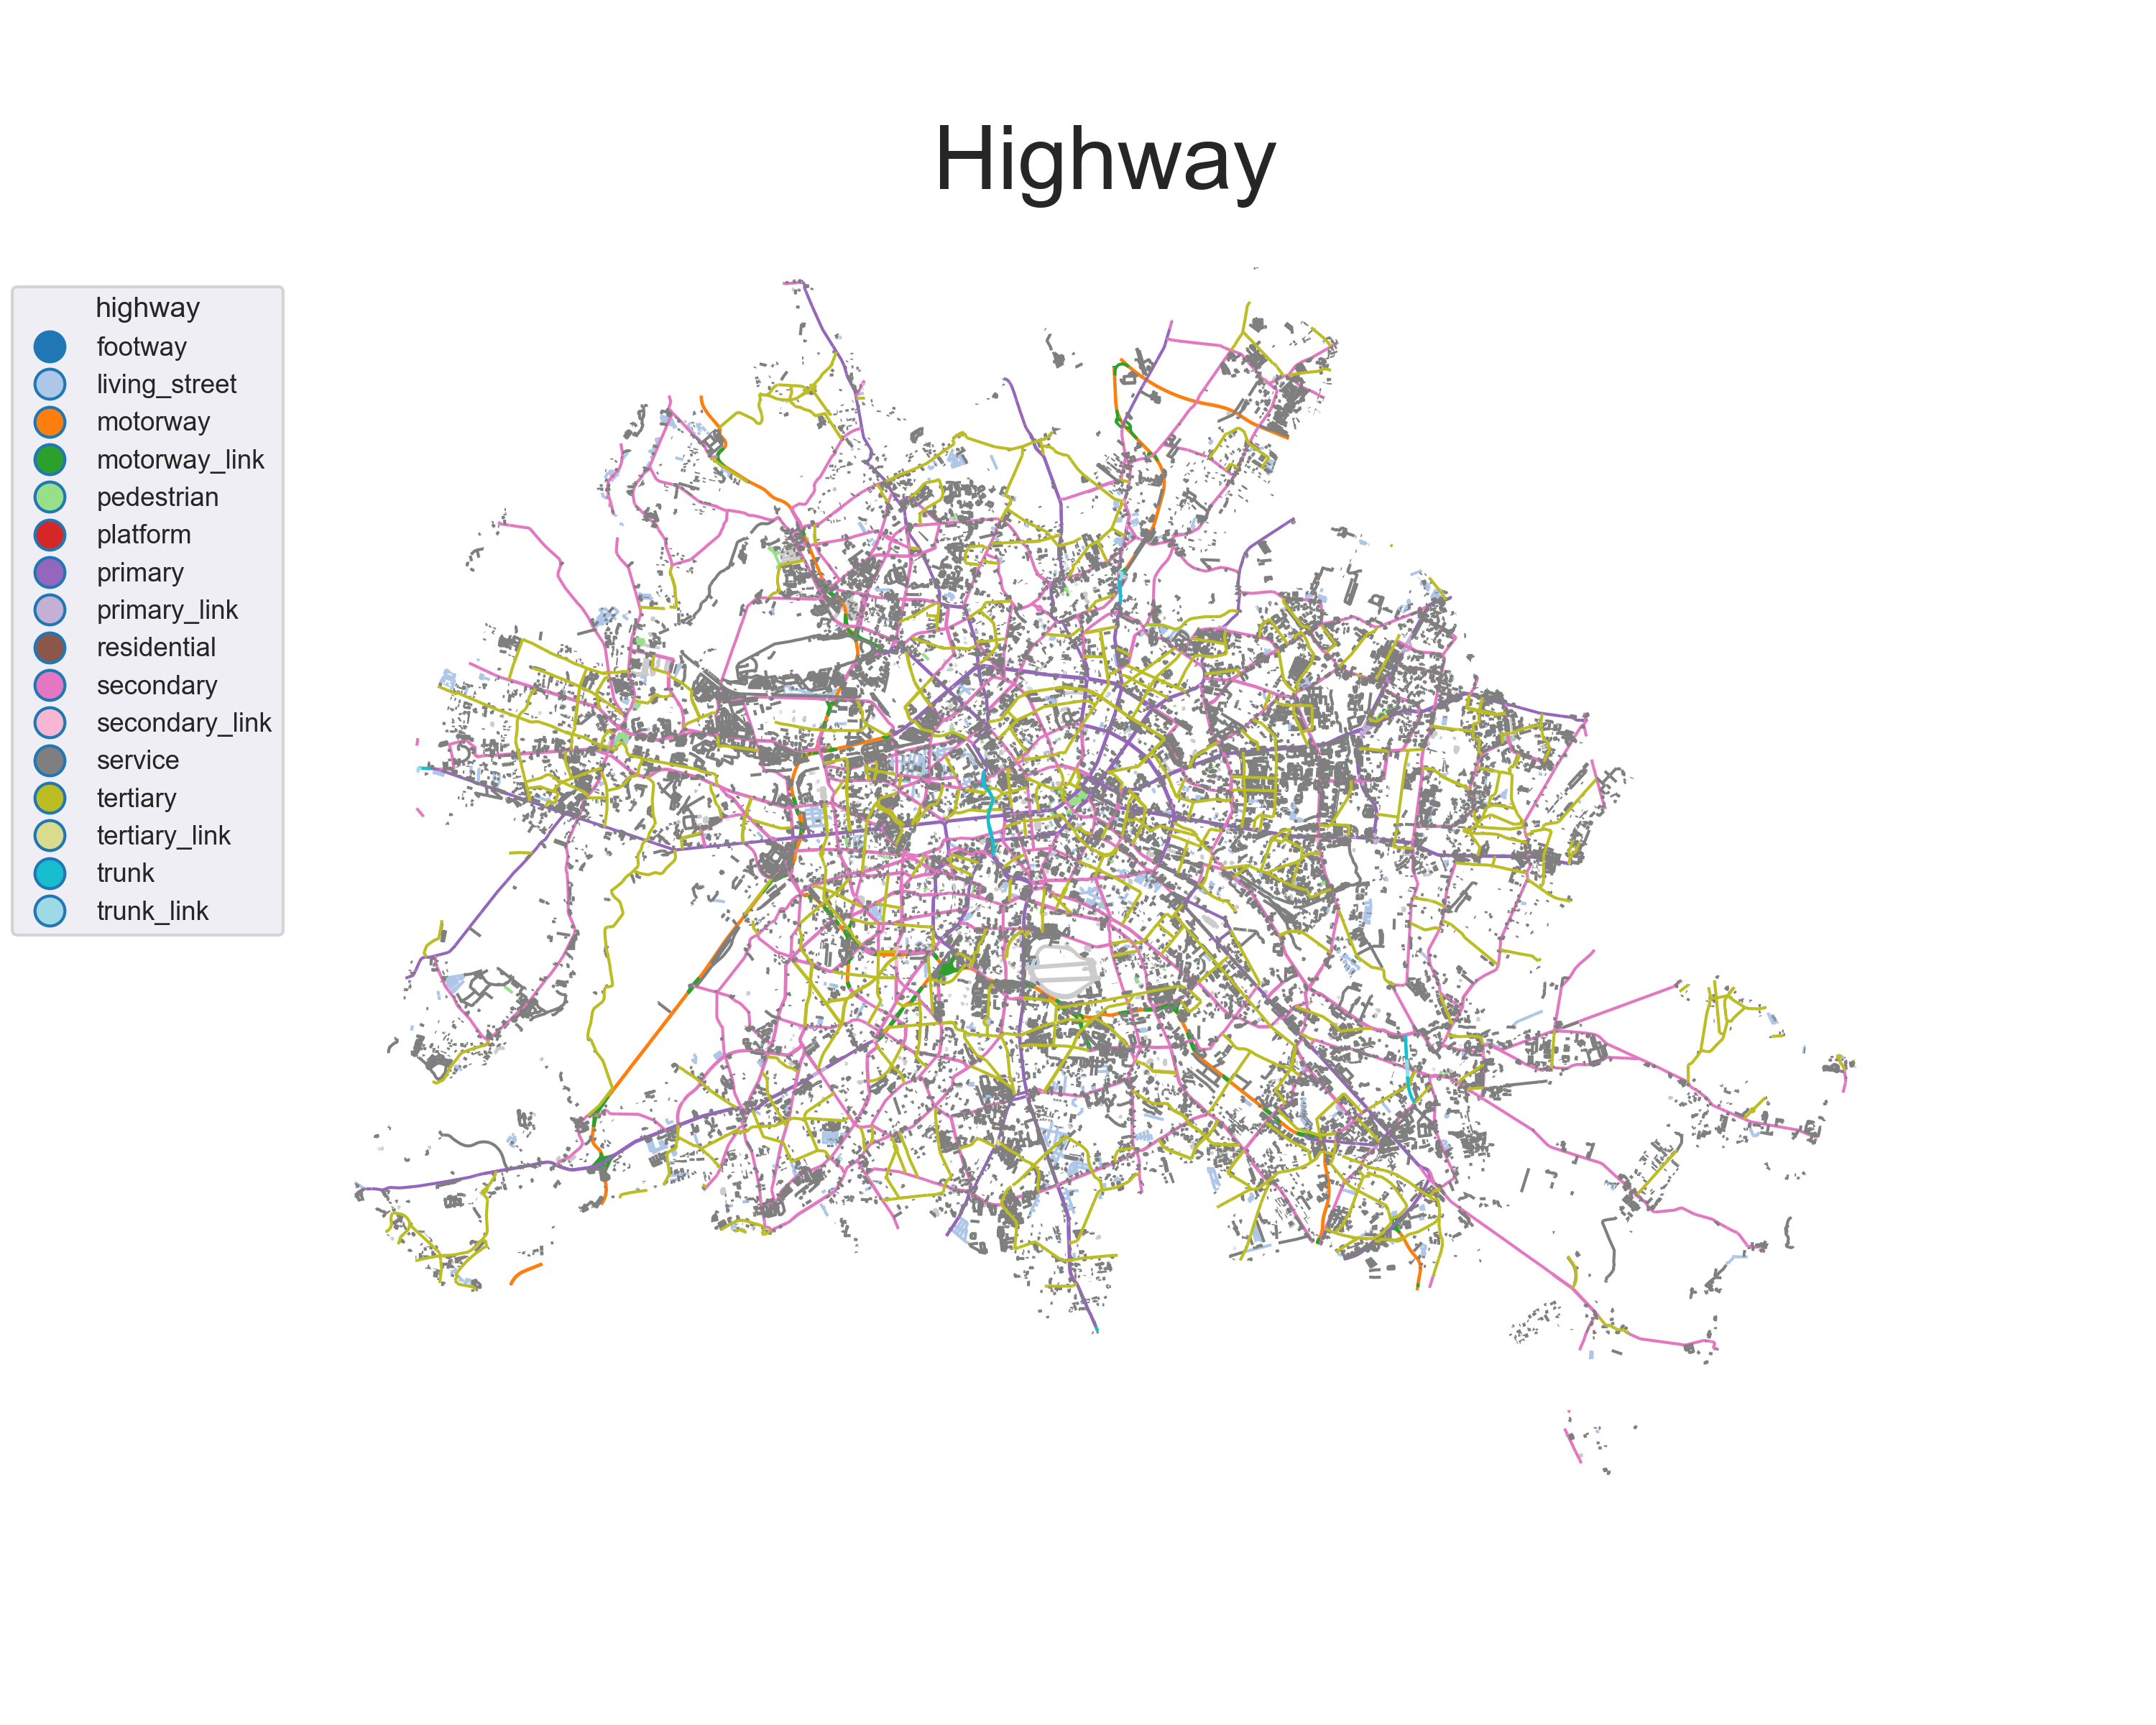 Highway
highway
footway
living_street
motorway
motorway_link
pedestrian
platform
primary
primary_link
residential
secondary
secondary_link
service
tertiary
tertiary_link
trunk
trunk_link